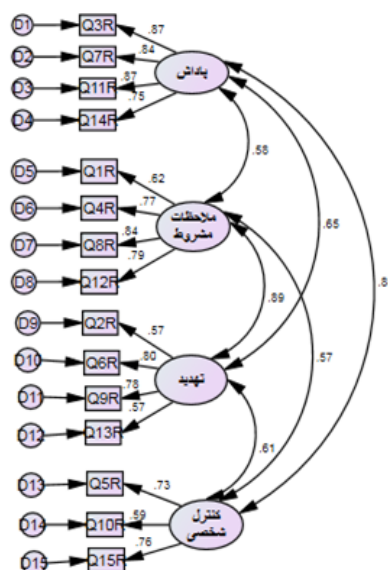 D1 Q3R .87
D2 Q7R .84
پاداش
D3 Q11R .87
D4 Q14R .75
.58
D5 Q1R .62
D6 Q4R .77
ملاحظات
مشروط
.65
D7 Q8R .84
D8 Q12R .79
.89
.57
.8
D9 Q2R .57
D10 Q6R .80
تهدید
D11 Q9R .78
D12 Q13R .57
.61
D13 Q5R .73
D14 Q10R .59
کنترل
شخصی
D15 Q15R .76